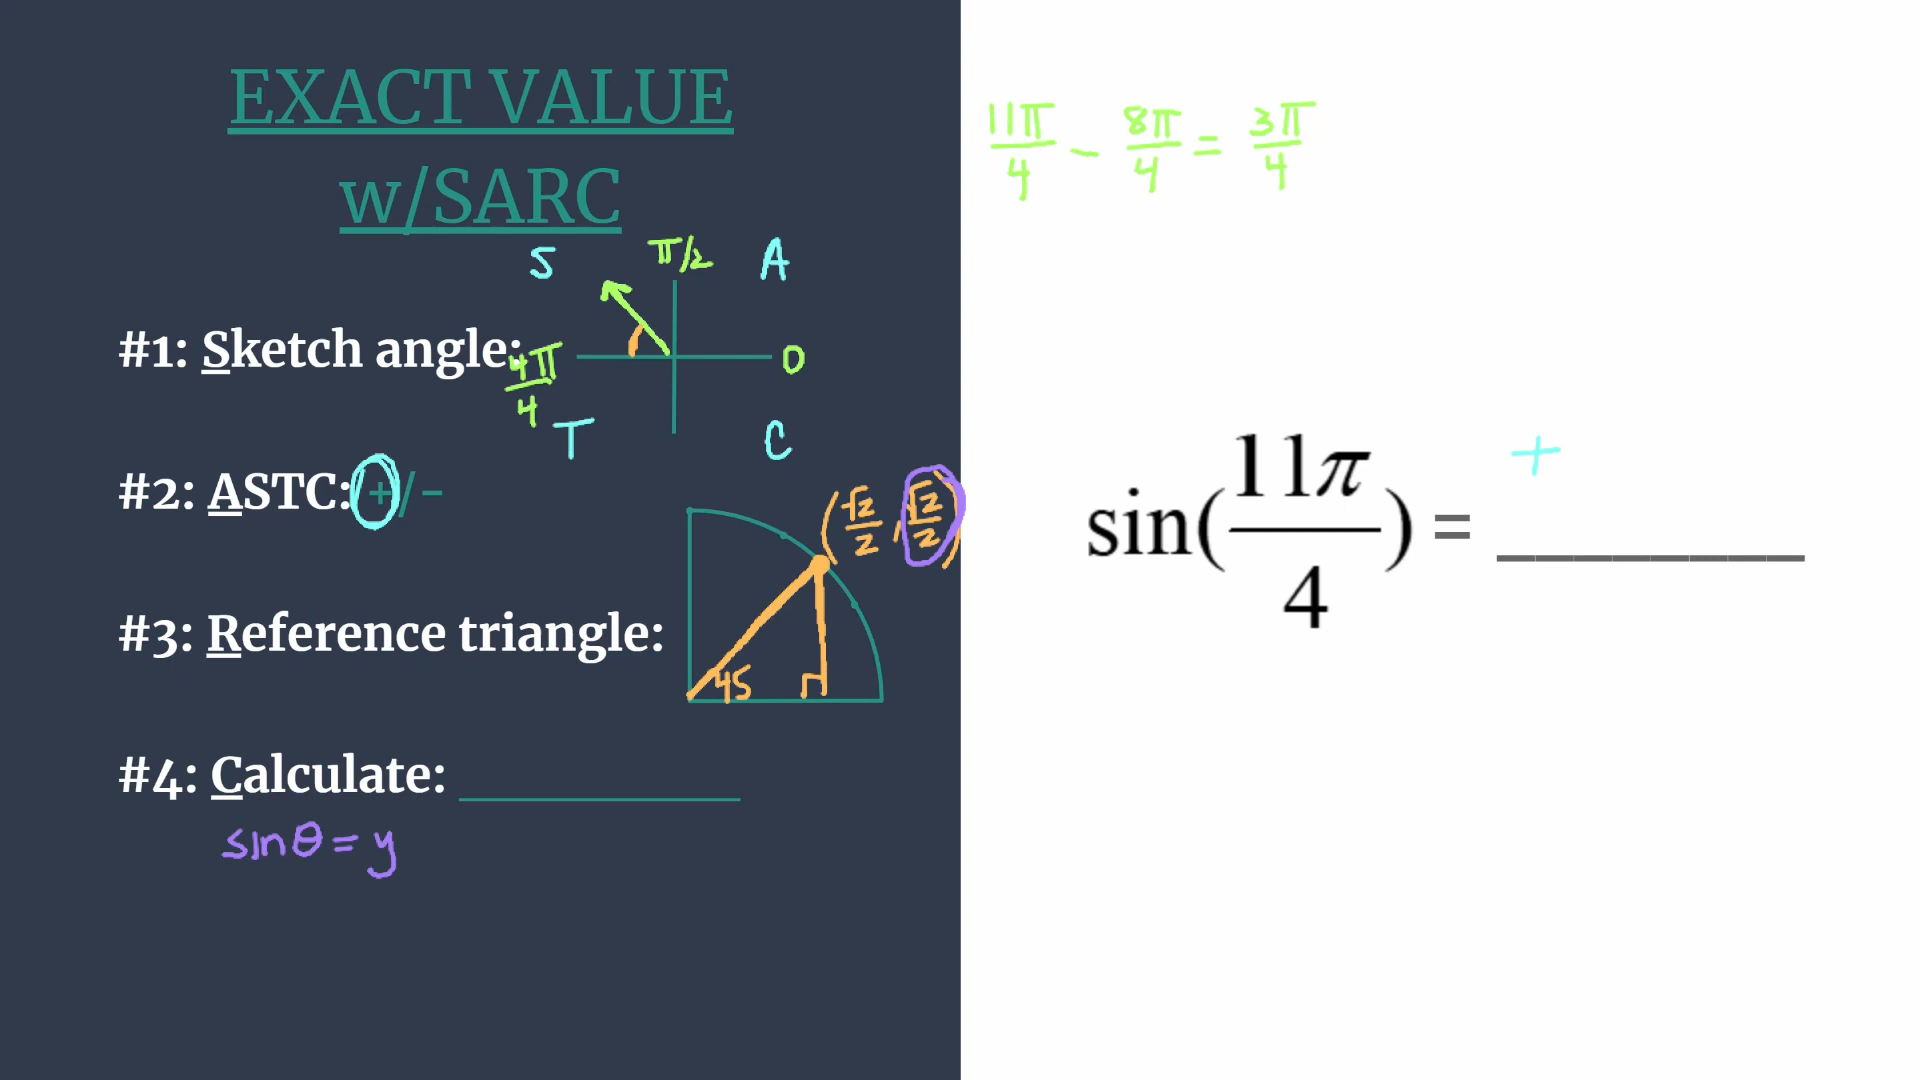 EXACT VALUE
w/SARC
11π/4 - 8π/4 = 3π/4
S π/2 A
#1: Sketch angle:
4π/4 0
T C
#2: ASTC: +/-
(√2/2, √2/2)
sin(11π/4) = +
#3: Reference triangle:
45
#4: Calculate:
sinθ = y